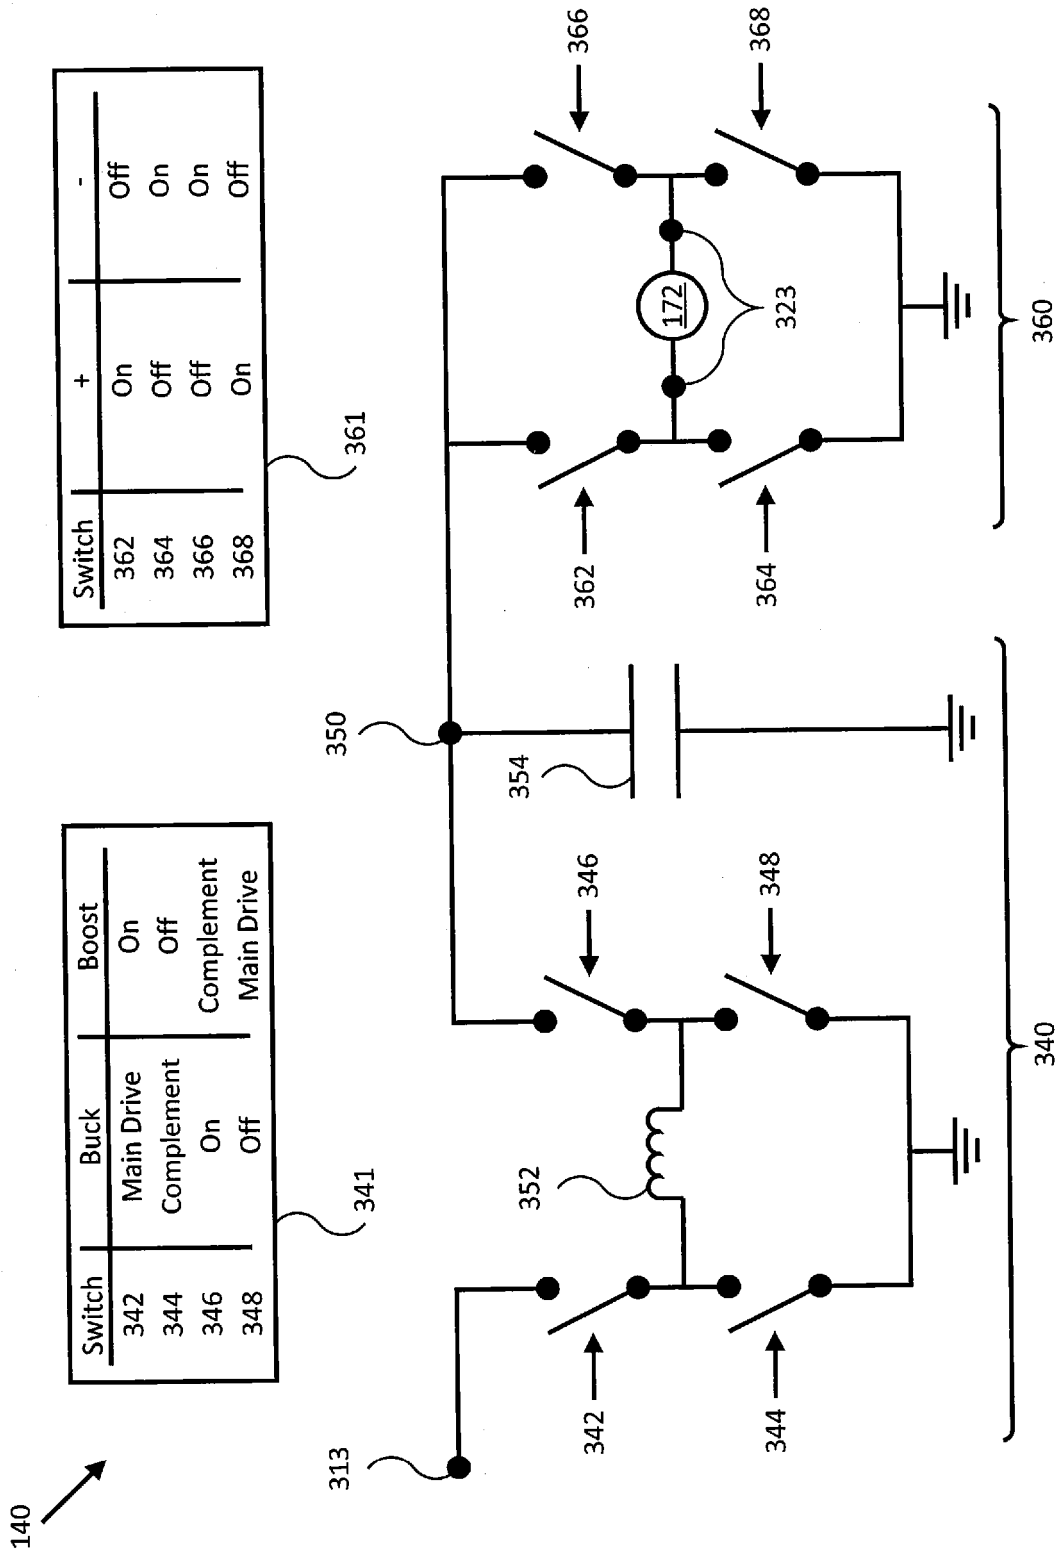 140
Switch Buck Boost
342 Main Drive On
344 Complement Off
346 On Complement
348 Off Main Drive
341
Switch + -
362 On Off
364 Off On
366 Off On
368 On Off
361
313
350
342
352
346
354
362
366
172
344
348
364
323
368
340
360